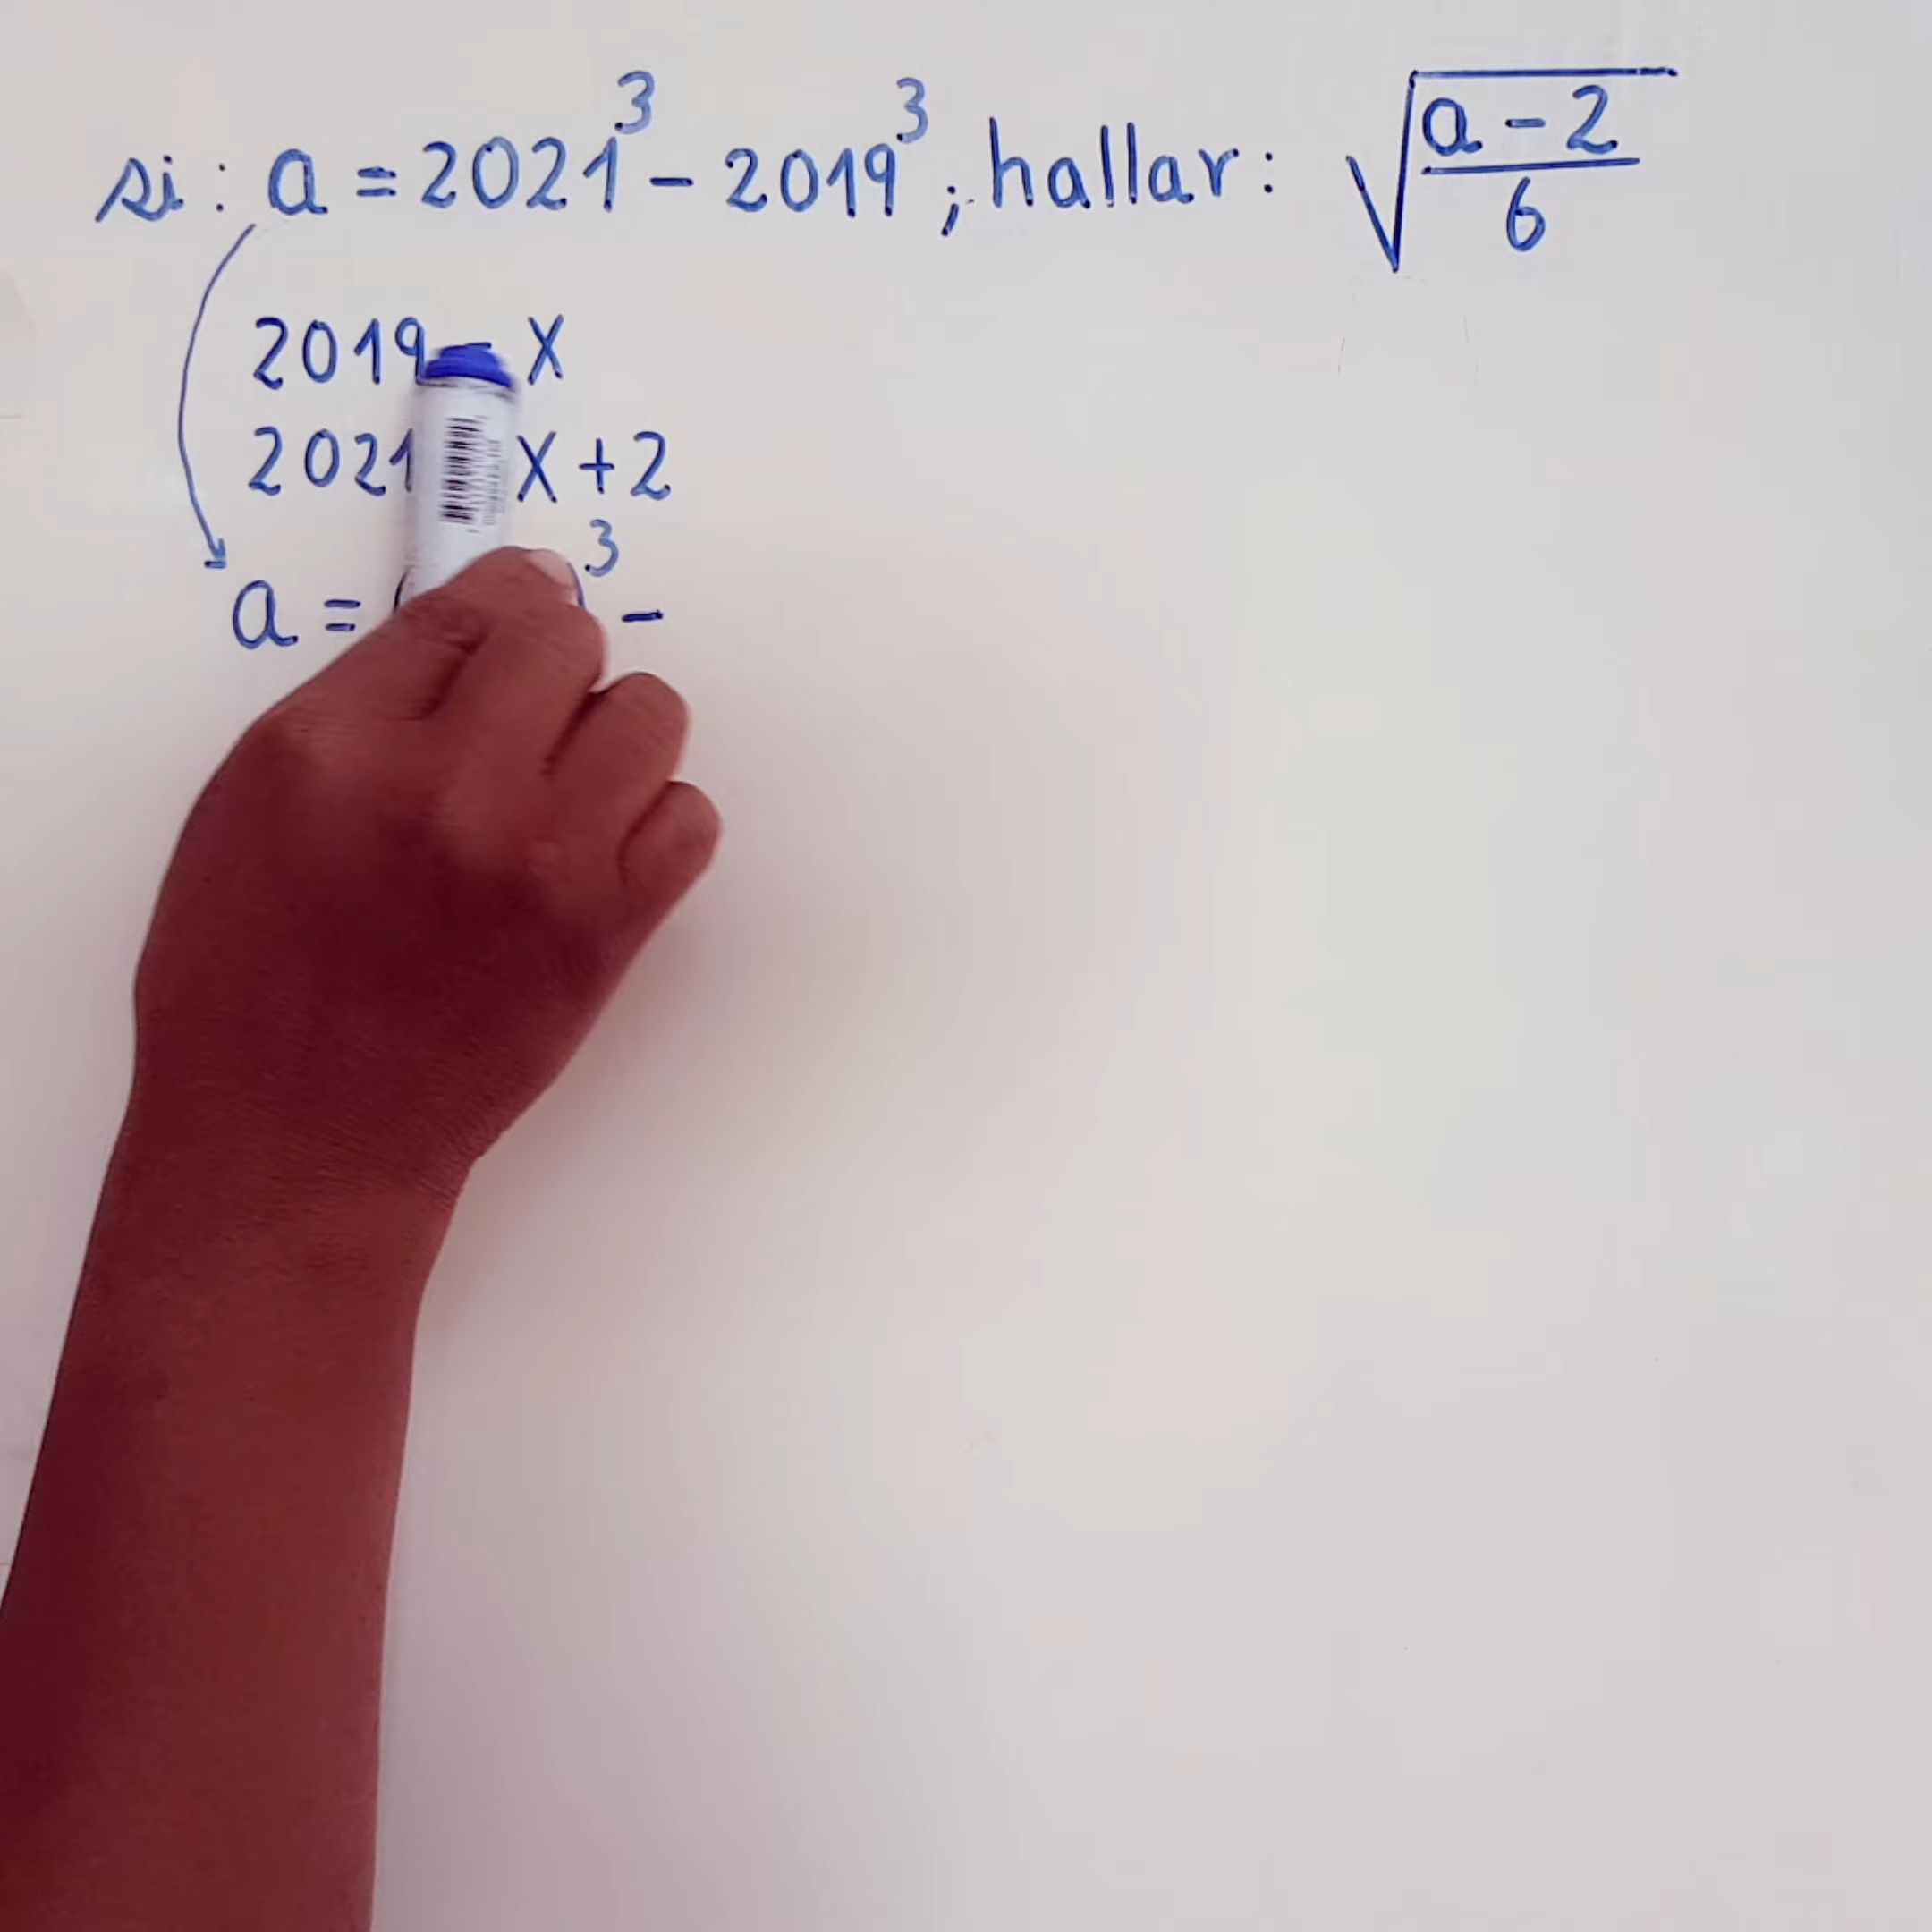 si: a = 2021³ - 2019³; hallar: √((a - 2)/6)
2019 = X
2021 X + 2
a = ( )³ -